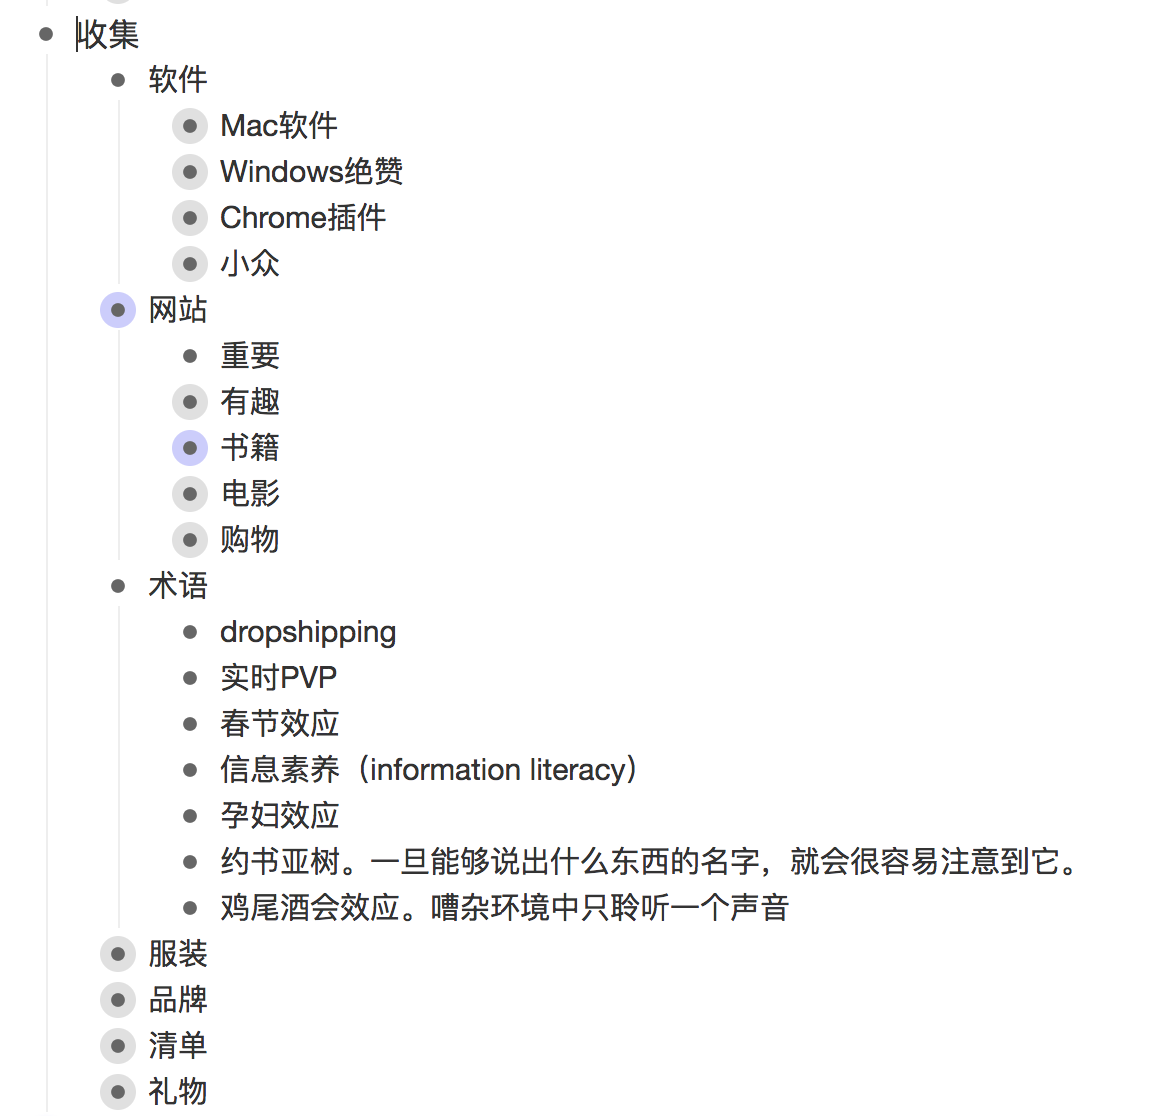 收集
软件
Mac软件
Windows绝赞
Chrome插件
小众
网站
重要
有趣
书籍
电影
购物
术语
dropshipping
实时PVP
春节效应
信息素养（information literacy）
孕妇效应
约书亚树。一旦能够说出什么东西的名字，就会很容易注意到它。
鸡尾酒会效应。嘈杂环境中只聆听一个声音
服装
品牌
清单
礼物